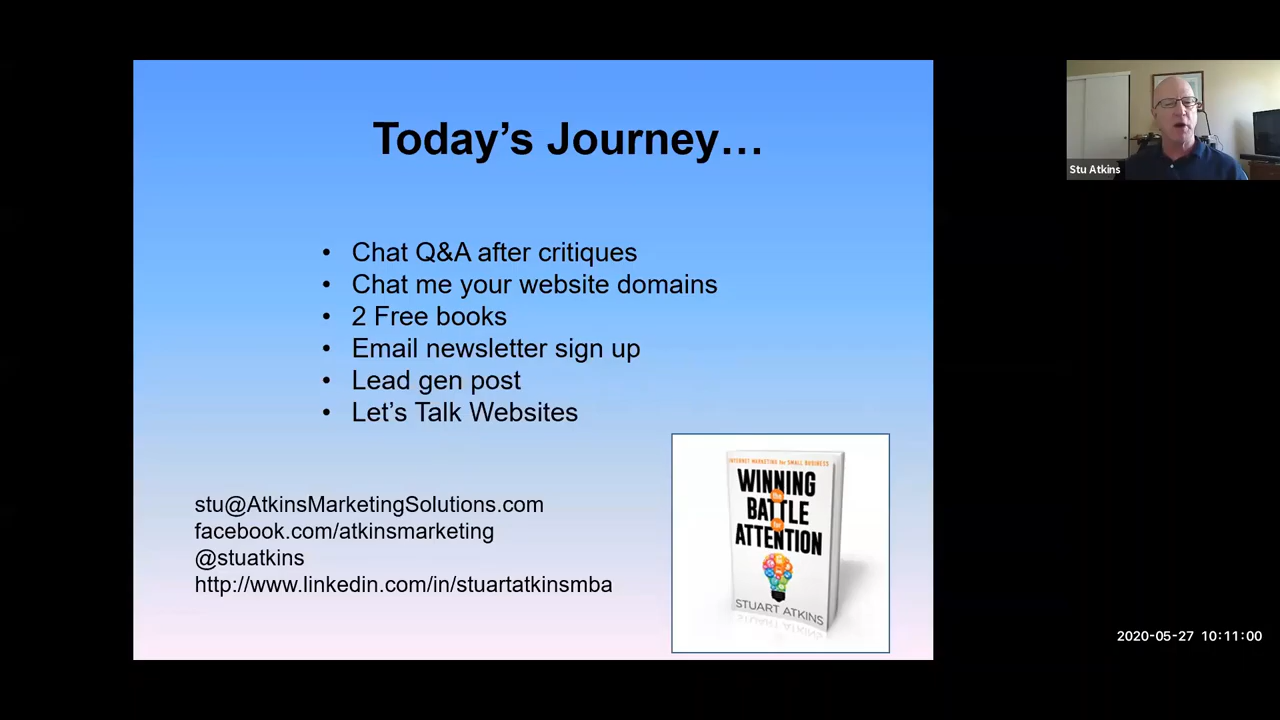 Today's Journey…
• Chat Q&A after critiques
• Chat me your website domains
• 2 Free books
• Email newsletter sign up
• Lead gen post
• Let's Talk Websites
stu@AtkinsMarketingSolutions.com
facebook.com/atkinsmarketing
@stuatkins
http://www.linkedin.com/in/stuartatkinsmba
INTERNET MARKETING for SMALL BUSINESS
WINNING
the
BATTLE
for
ATTENTION
STUART ATKINS
Stu Atkins
2020-05-27 10:11:00